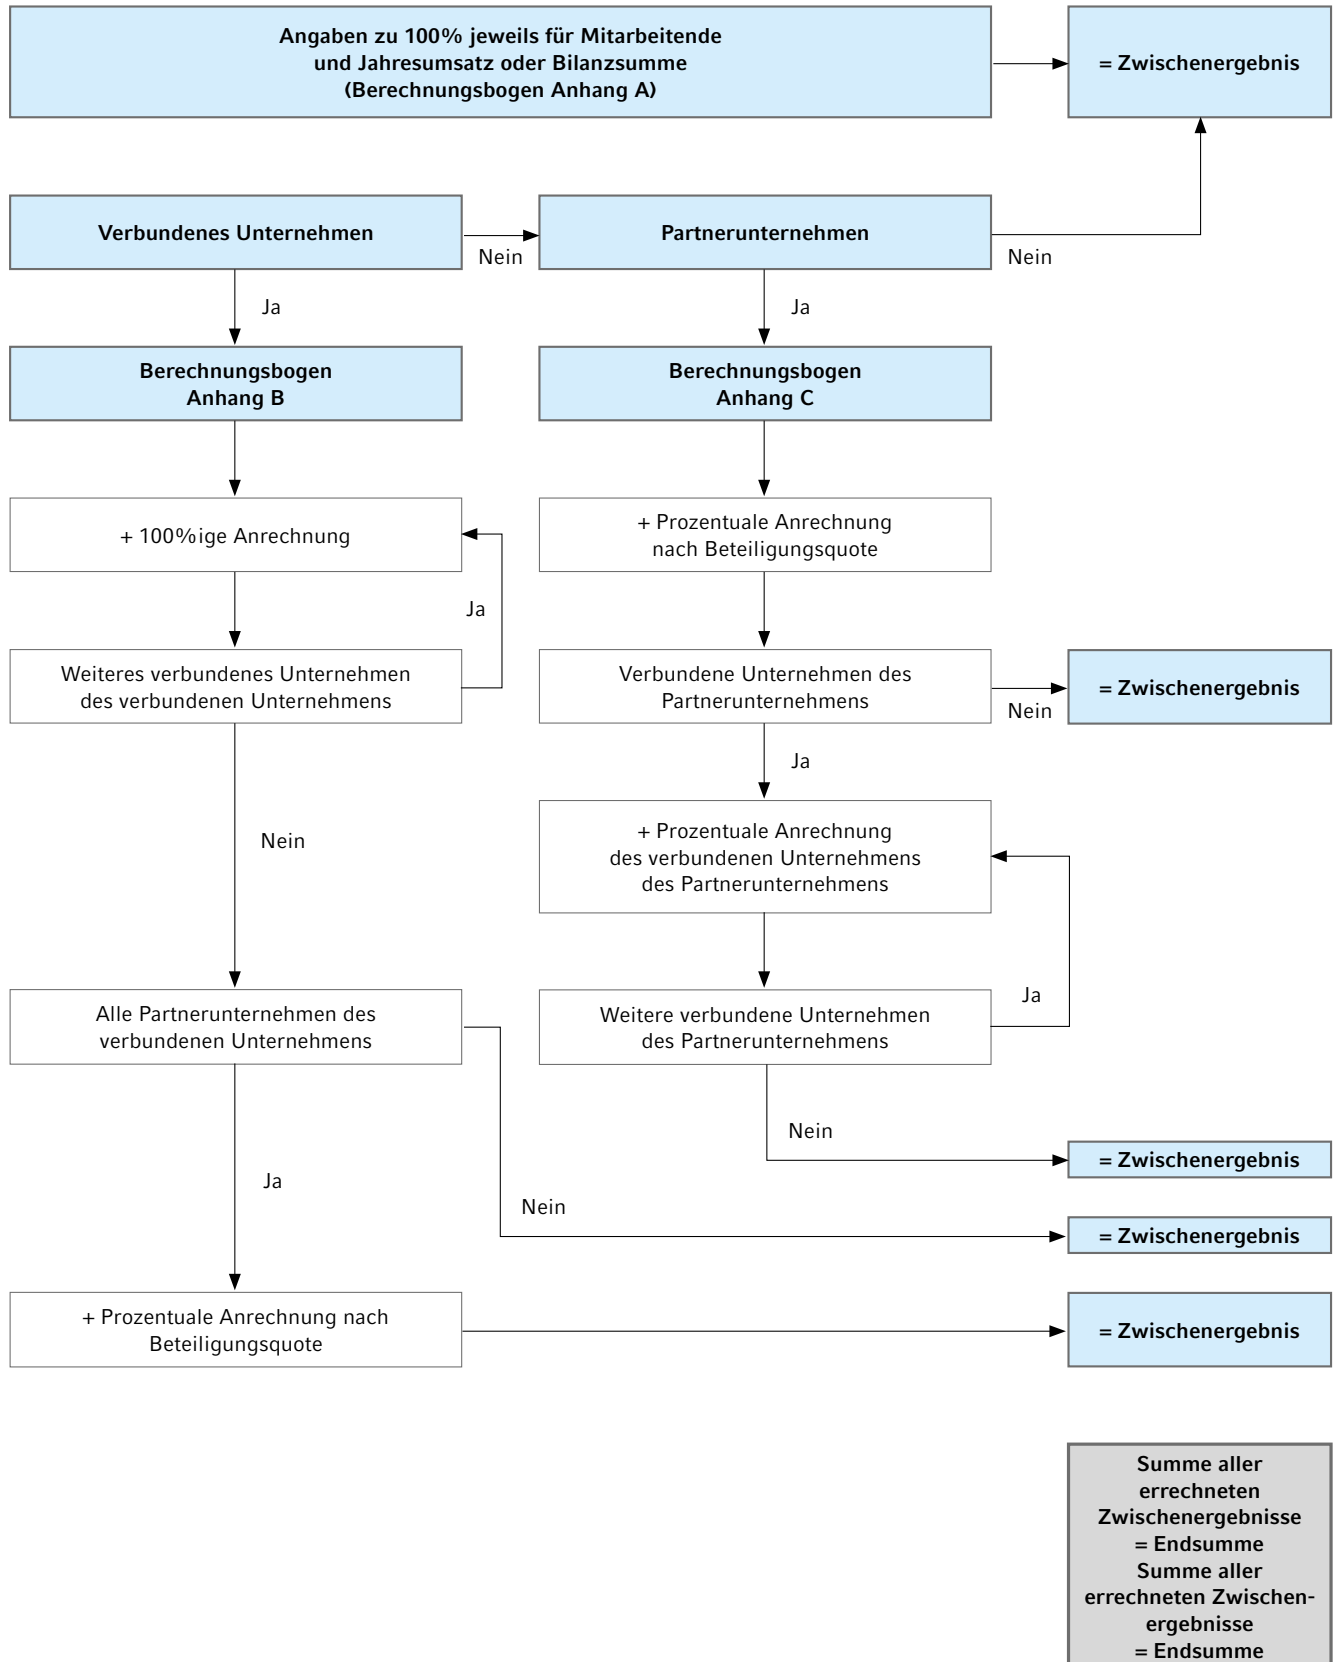 Angaben zu 100% jeweils für Mitarbeitende
und Jahresumsatz oder Bilanzsumme
(Berechnungsbogen Anhang A)
= Zwischenergebnis
Verbundenes Unternehmen
Nein
Partnerunternehmen
Nein
Ja
Ja
Berechnungsbogen
Anhang B
Berechnungsbogen
Anhang C
+ 100%ige Anrechnung
+ Prozentuale Anrechnung
nach Beteiligungsquote
Ja
Weiteres verbundenes Unternehmen
des verbundenen Unternehmens
Verbundene Unternehmen des
Partnerunternehmens
Nein
= Zwischenergebnis
Ja
Nein
+ Prozentuale Anrechnung
des verbundenen Unternehmens
des Partnerunternehmens
Ja
Alle Partnerunternehmen des
verbundenen Unternehmens
Weitere verbundene Unternehmen
des Partnerunternehmens
Nein
= Zwischenergebnis
Ja
Nein
= Zwischenergebnis
+ Prozentuale Anrechnung nach
Beteiligungsquote
= Zwischenergebnis
Summe aller
errechneten
Zwischenergebnisse
= Endsumme
Summe aller
errechneten Zwischen-
ergebnisse
= Endsumme